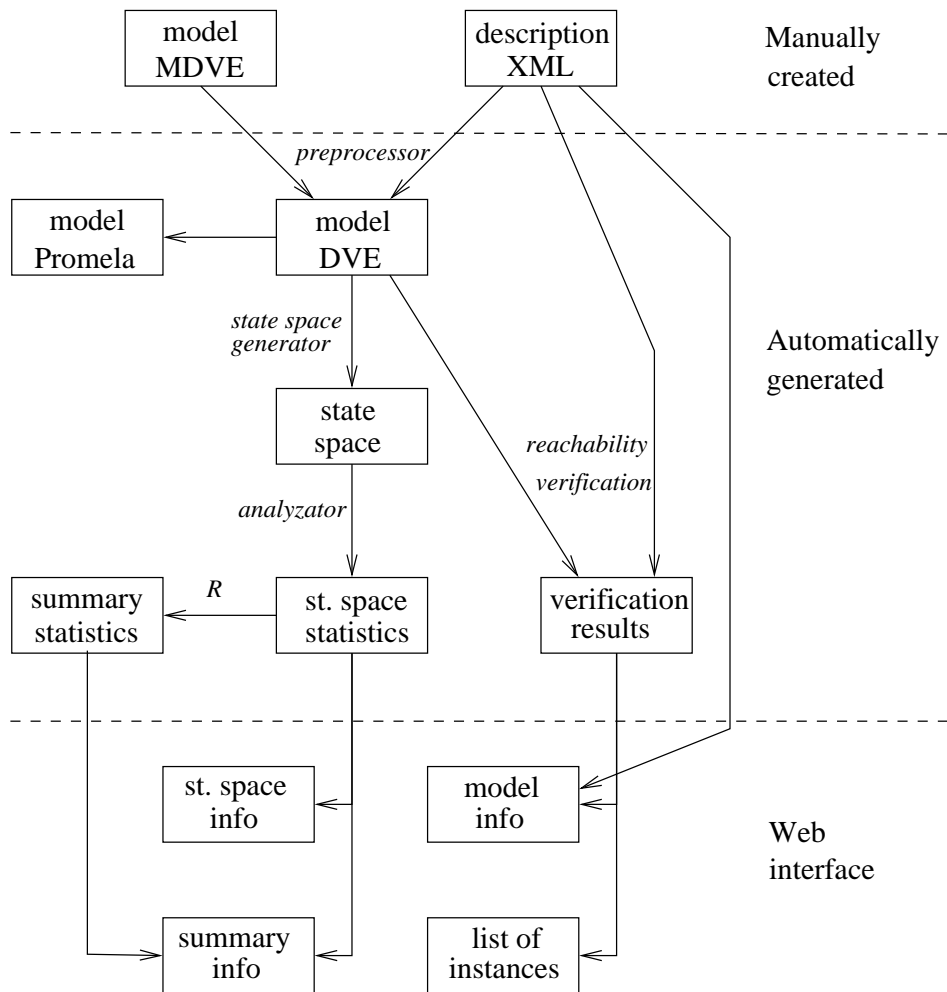 model
MDVE
description
XML
Manually
created
preprocessor
model
Promela
model
DVE
state space
generator
Automatically
generated
state
space
reachability
verification
analyzator
R
summary
statistics
st. space
statistics
verification
results
st. space
info
model
info
Web
interface
summary
info
list of
instances